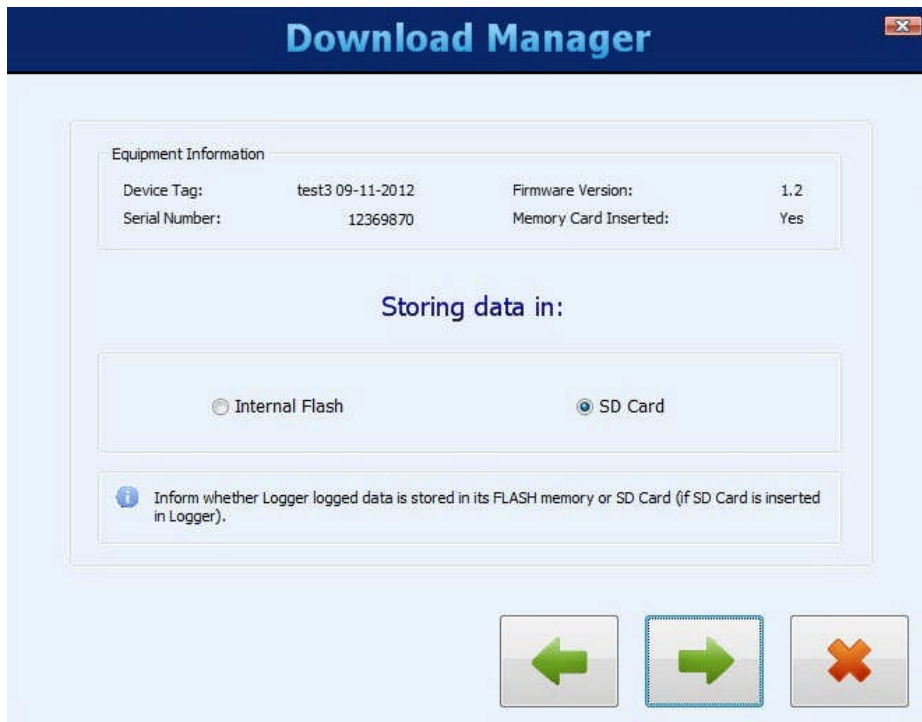 Download Manager
Equipment Information
Device Tag: test3 09-11-2012 Firmware Version: 1.2
Serial Number: 12369870 Memory Card Inserted: Yes
Storing data in:
Internal Flash SD Card
Inform whether Logger logged data is stored in its FLASH memory or SD Card (if SD Card is inserted
in Logger).